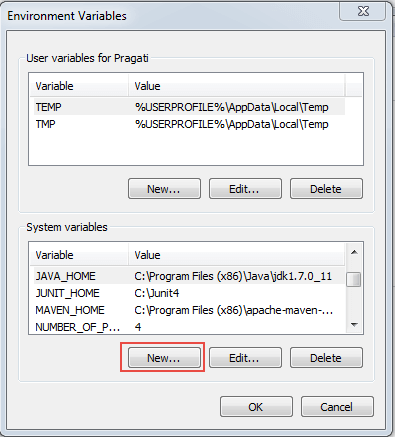 Environment Variables
User variables for Pragati
Variable Value
TEMP %USERPROFILE%\AppData\Local\Temp
TMP %USERPROFILE%\AppData\Local\Temp
New... Edit... Delete
System variables
Variable Value
JAVA_HOME C:\Program Files (x86)\Java\jdk1.7.0_11
JUNIT_HOME C:\Junit4
MAVEN_HOME C:\Program Files (x86)\apache-maven-...
NUMBER_OF_P... 4
New... Edit... Delete
OK Cancel